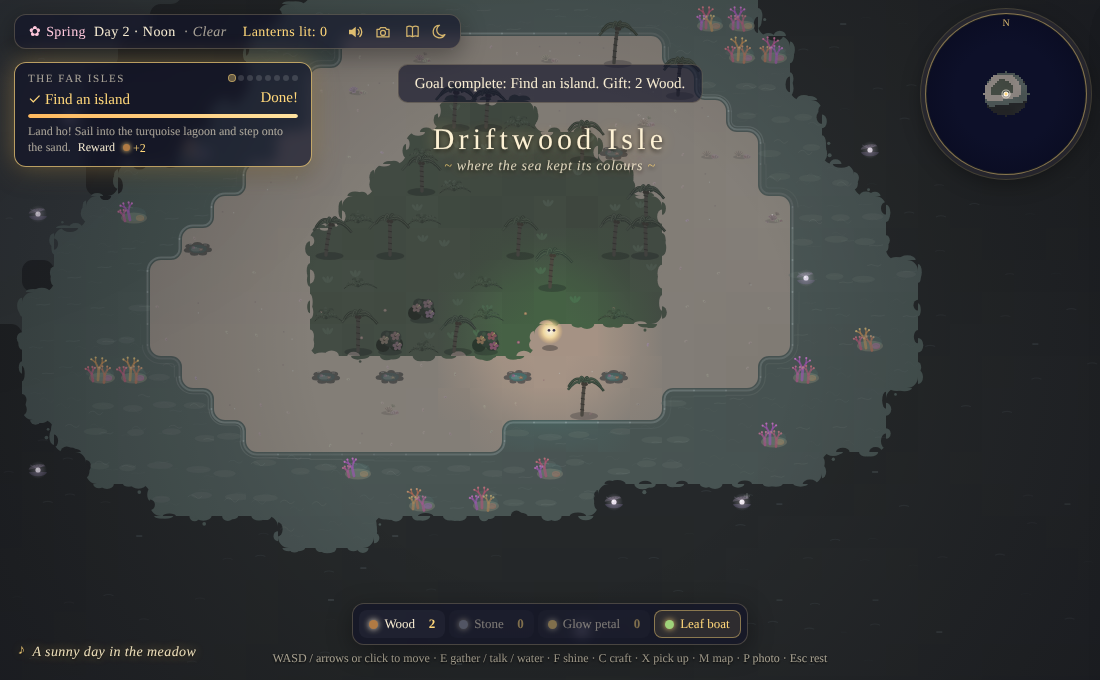 Spring Day 2 · Noon · Clear Lanterns lit: 0
N
THE FAR ISLES
Find an island Done!
Land ho! Sail into the turquoise lagoon and step onto
the sand. Reward +2
Goal complete: Find an island. Gift: 2 Wood.
Driftwood Isle
~ where the sea kept its colours ~
Wood 2 Stone 0 Glow petal 0 Leaf boat
♪ A sunny day in the meadow
WASD / arrows or click to move · E gather / talk / water · F shine · C craft · X pick up · M map · P photo · Esc rest